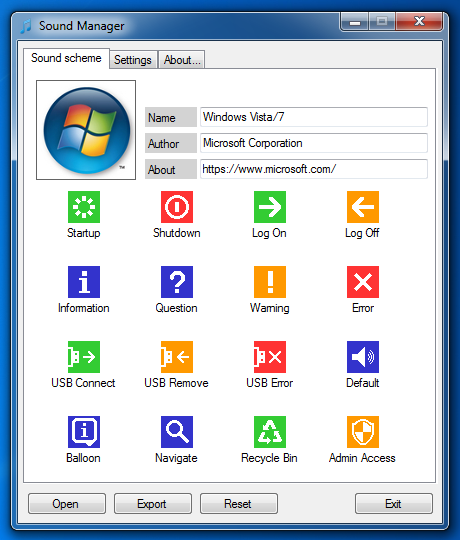 Sound Manager
Sound scheme Settings About...
Name Windows Vista/7
Author Microsoft Corporation
About https://www.microsoft.com/
TM
Startup Shutdown Log On Log Off
Information Question Warning Error
USB Connect USB Remove USB Error Default
Balloon Navigate Recycle Bin Admin Access
Open Export Reset Exit